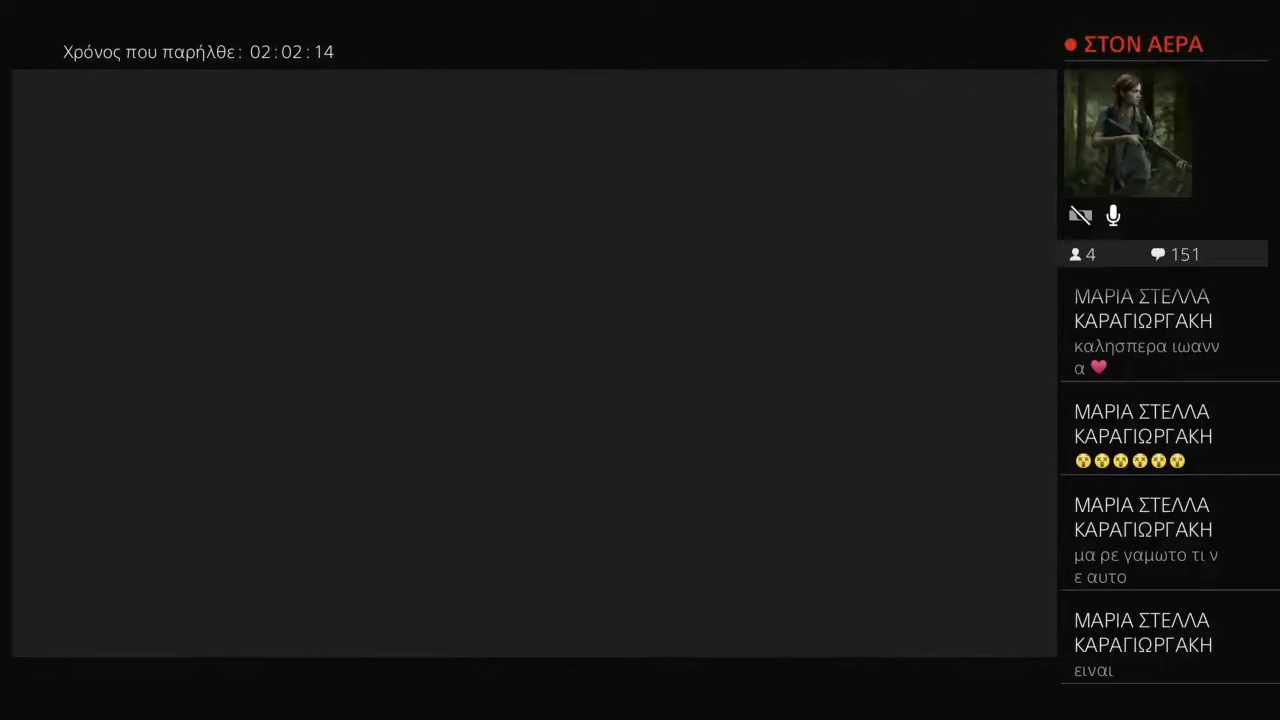 Χρόνος που παρήλθε: 02:02:14
ΣΤΟΝ ΑΕΡΑ
4 151
ΜΑΡΙΑ ΣΤΕΛΛΑ
ΚΑΡΑΓΙΩΡΓΑΚΗ
καλησπερα ιωανν
α 💗
ΜΑΡΙΑ ΣΤΕΛΛΑ
ΚΑΡΑΓΙΩΡΓΑΚΗ
😵😵😵😵😵😵
ΜΑΡΙΑ ΣΤΕΛΛΑ
ΚΑΡΑΓΙΩΡΓΑΚΗ
μα ρε γαμωτο τι ν
ε αυτο
ΜΑΡΙΑ ΣΤΕΛΛΑ
ΚΑΡΑΓΙΩΡΓΑΚΗ
ειναι